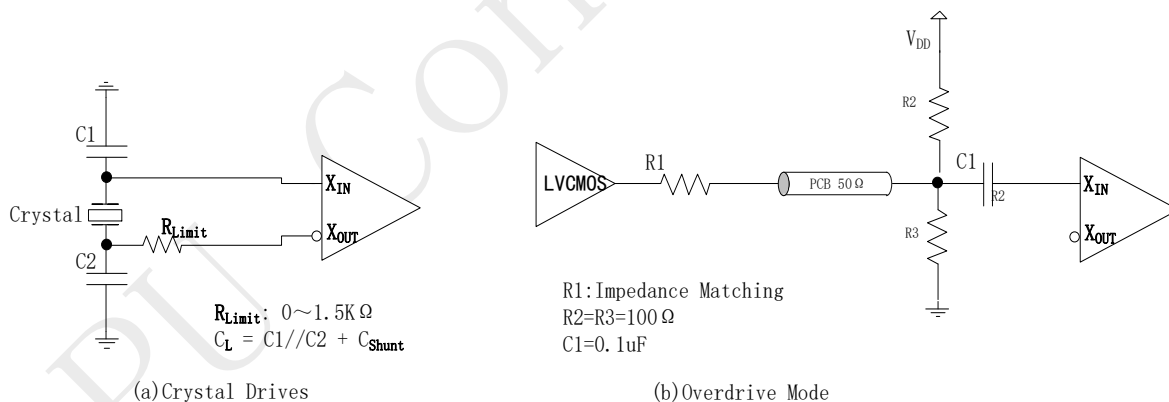 C1
Crystal
C2
R_Limit
X_IN
X_OUT
R_Limit: 0～1.5KΩ
C_L = C1//C2 + C_Shunt
(a)Crystal Drives
V_DD
R2
LVCMOS
R1
PCB 50Ω
C1
R2
R3
X_IN
X_OUT
R1:Impedance Matching
R2=R3=100Ω
C1=0.1uF
(b)Overdrive Mode